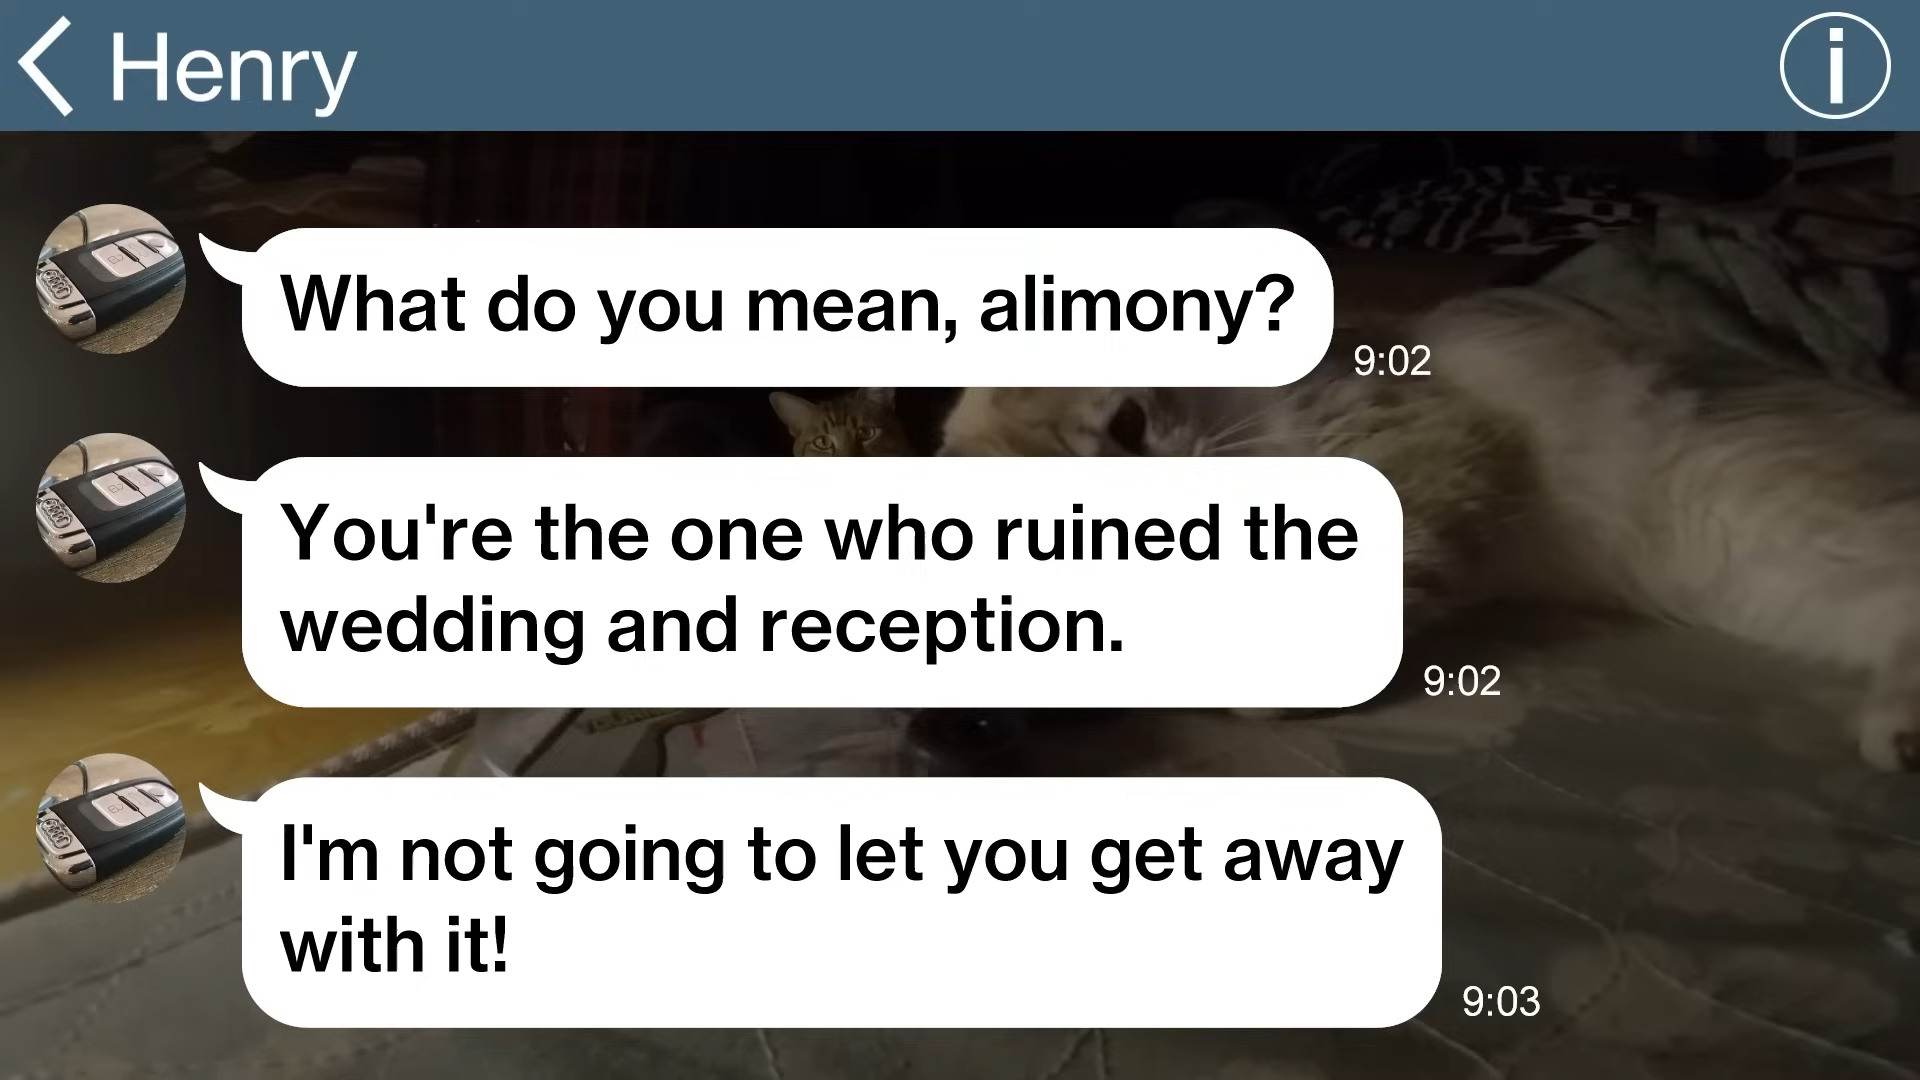 Henry
What do you mean, alimony?
9:02
You're the one who ruined the
wedding and reception.
9:02
I'm not going to let you get away
with it!
9:03